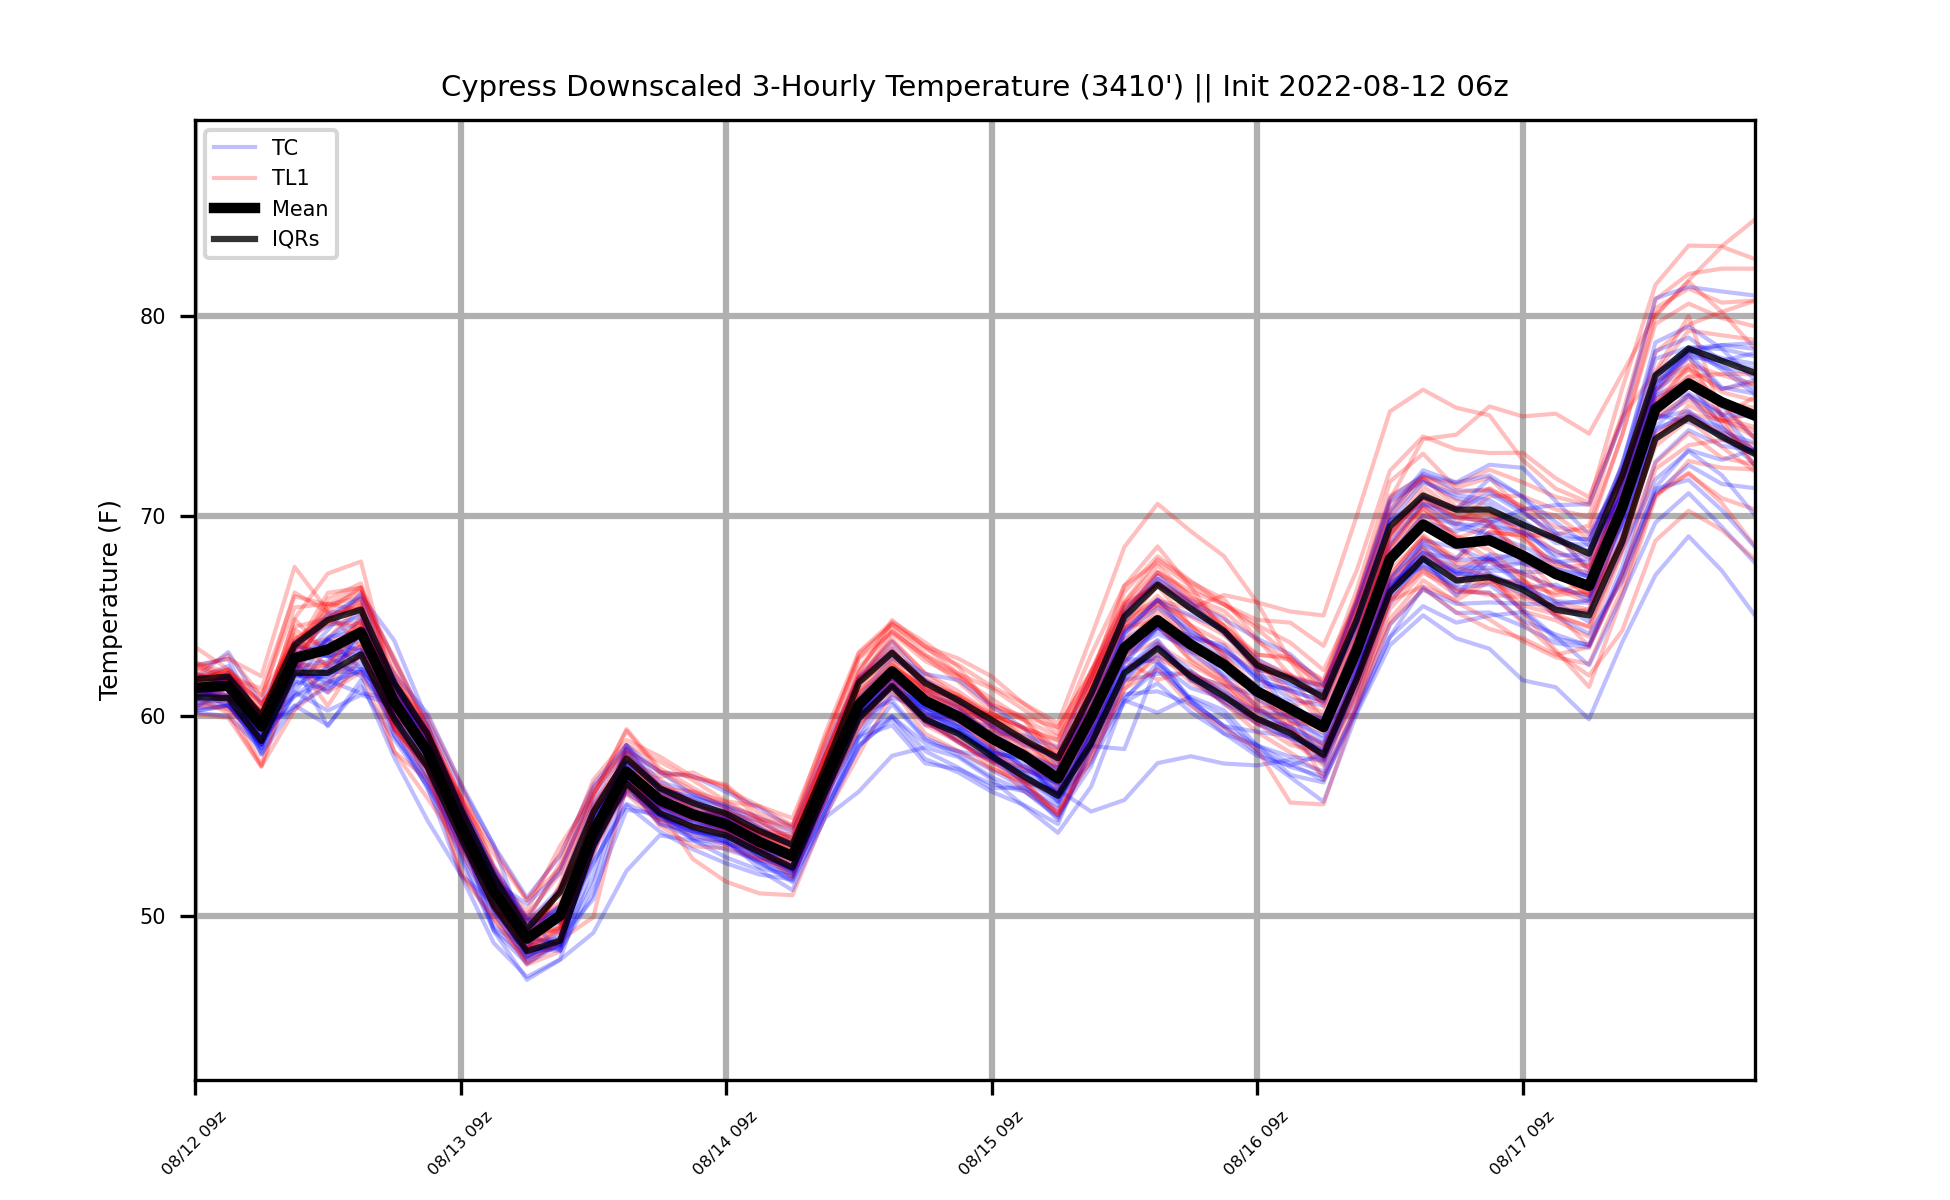 Cypress Downscaled 3-Hourly Temperature (3410') || Init 2022-08-12 06z
TC
TL1
Mean
IQRs
Temperature (F)
80
70
60
50
08/12 09z
08/13 09z
08/14 09z
08/15 09z
08/16 09z
08/17 09z